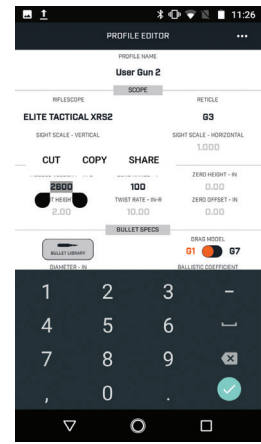 11:26
PROFILE EDITOR
PROFILE NAME
User Gun 2
SCOPE
RIFLESCOPE RETICLE
ELITE TACTICAL XRS2 G3
SIGHT SCALE - VERTICAL SIGHT SCALE - HORIZONTAL
1.000
CUT COPY SHARE
ZERO HEIGHT - IN
2600 100 0.00
HEIGH TWIST RATE - IN-R ZERO OFFSET - IN
2.00 10.00 0.00
BULLET SPECS
DRAG MODEL
BULLET LIBRARY G1 G7
DIAMETER - IN BALLISTIC COEFFICIENT
1 2 3 -
4 5 6
7 8 9
, 0 .